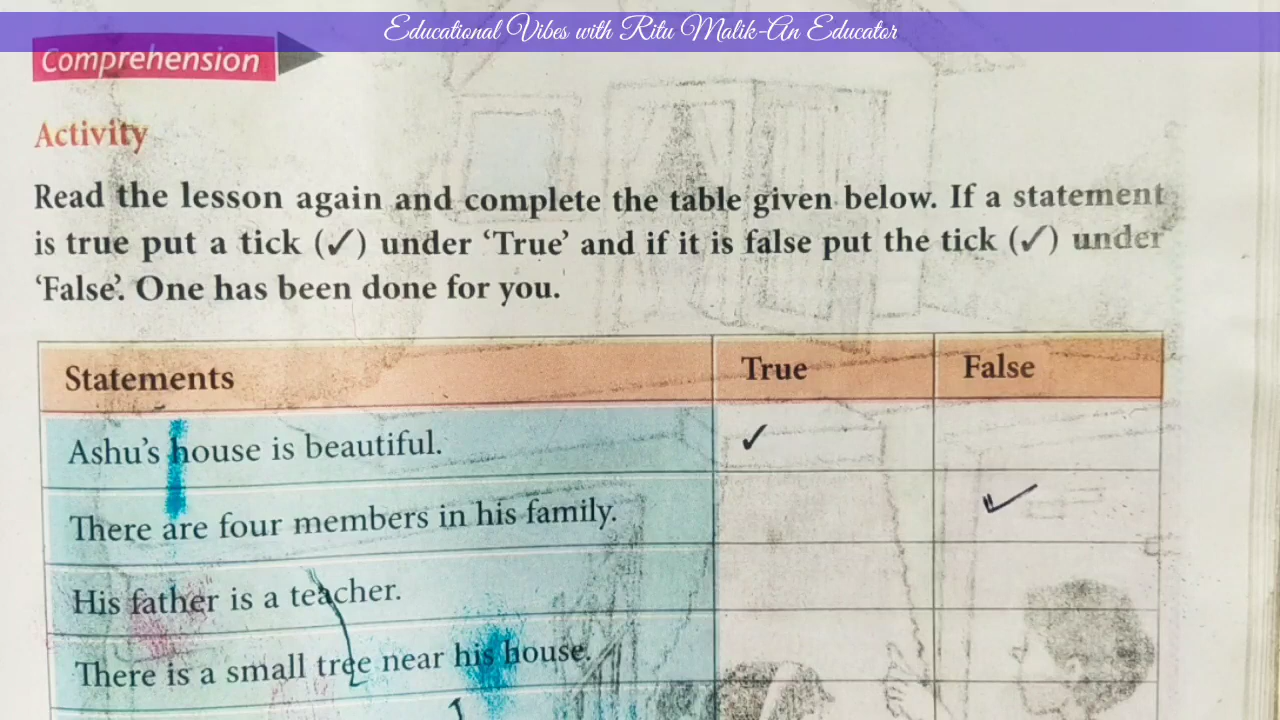 Educational Vibes with Ritu Malik-An Educator
Comprehension
Activity
Read the lesson again and complete the table given below. If a statement
is true put a tick (✓) under ‘True’ and if it is false put the tick (✓) under
‘False’. One has been done for you.
Statements True False
Ashu’s house is beautiful. ✓
There are four members in his family. ✓
His father is a teacher.
There is a small tree near his house.